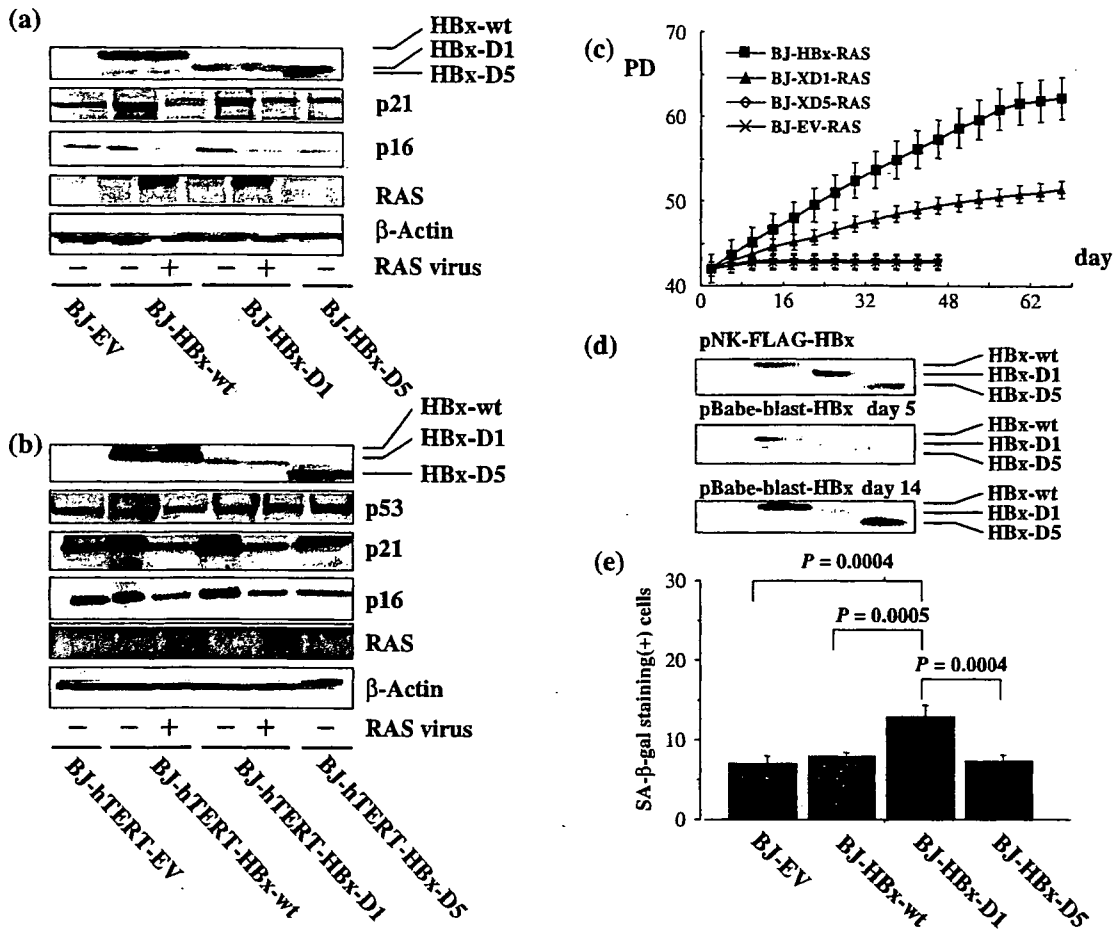 (a)
HBx-wt
HBx-D1
HBx-D5
p21
p16
RAS
β-Actin
− − + − + − RAS virus
BJ-EV
BJ-HBx-wt
BJ-HBx-D1
BJ-HBx-D5
(b)
HBx-wt
HBx-D1
HBx-D5
p53
p21
p16
RAS
β-Actin
− − + − + − RAS virus
BJ-hTERT-EV
BJ-hTERT-HBx-wt
BJ-hTERT-HBx-D1
BJ-hTERT-HBx-D5
(c)
PD
70
60
50
40
BJ-HBx-RAS
BJ-XD1-RAS
BJ-XD5-RAS
BJ-EV-RAS
0 16 32 48 62
day
(d)
pNK-FLAG-HBx
HBx-wt
HBx-D1
HBx-D5
pBabe-blast-HBx day 5
HBx-wt
HBx-D1
HBx-D5
pBabe-blast-HBx day 14
HBx-wt
HBx-D1
HBx-D5
(e)
SA-β-gal staining(+) cells
30
20
10
0
P = 0.0004
P = 0.0005
P = 0.0004
BJ-EV
BJ-HBx-wt
BJ-HBx-D1
BJ-HBx-D5